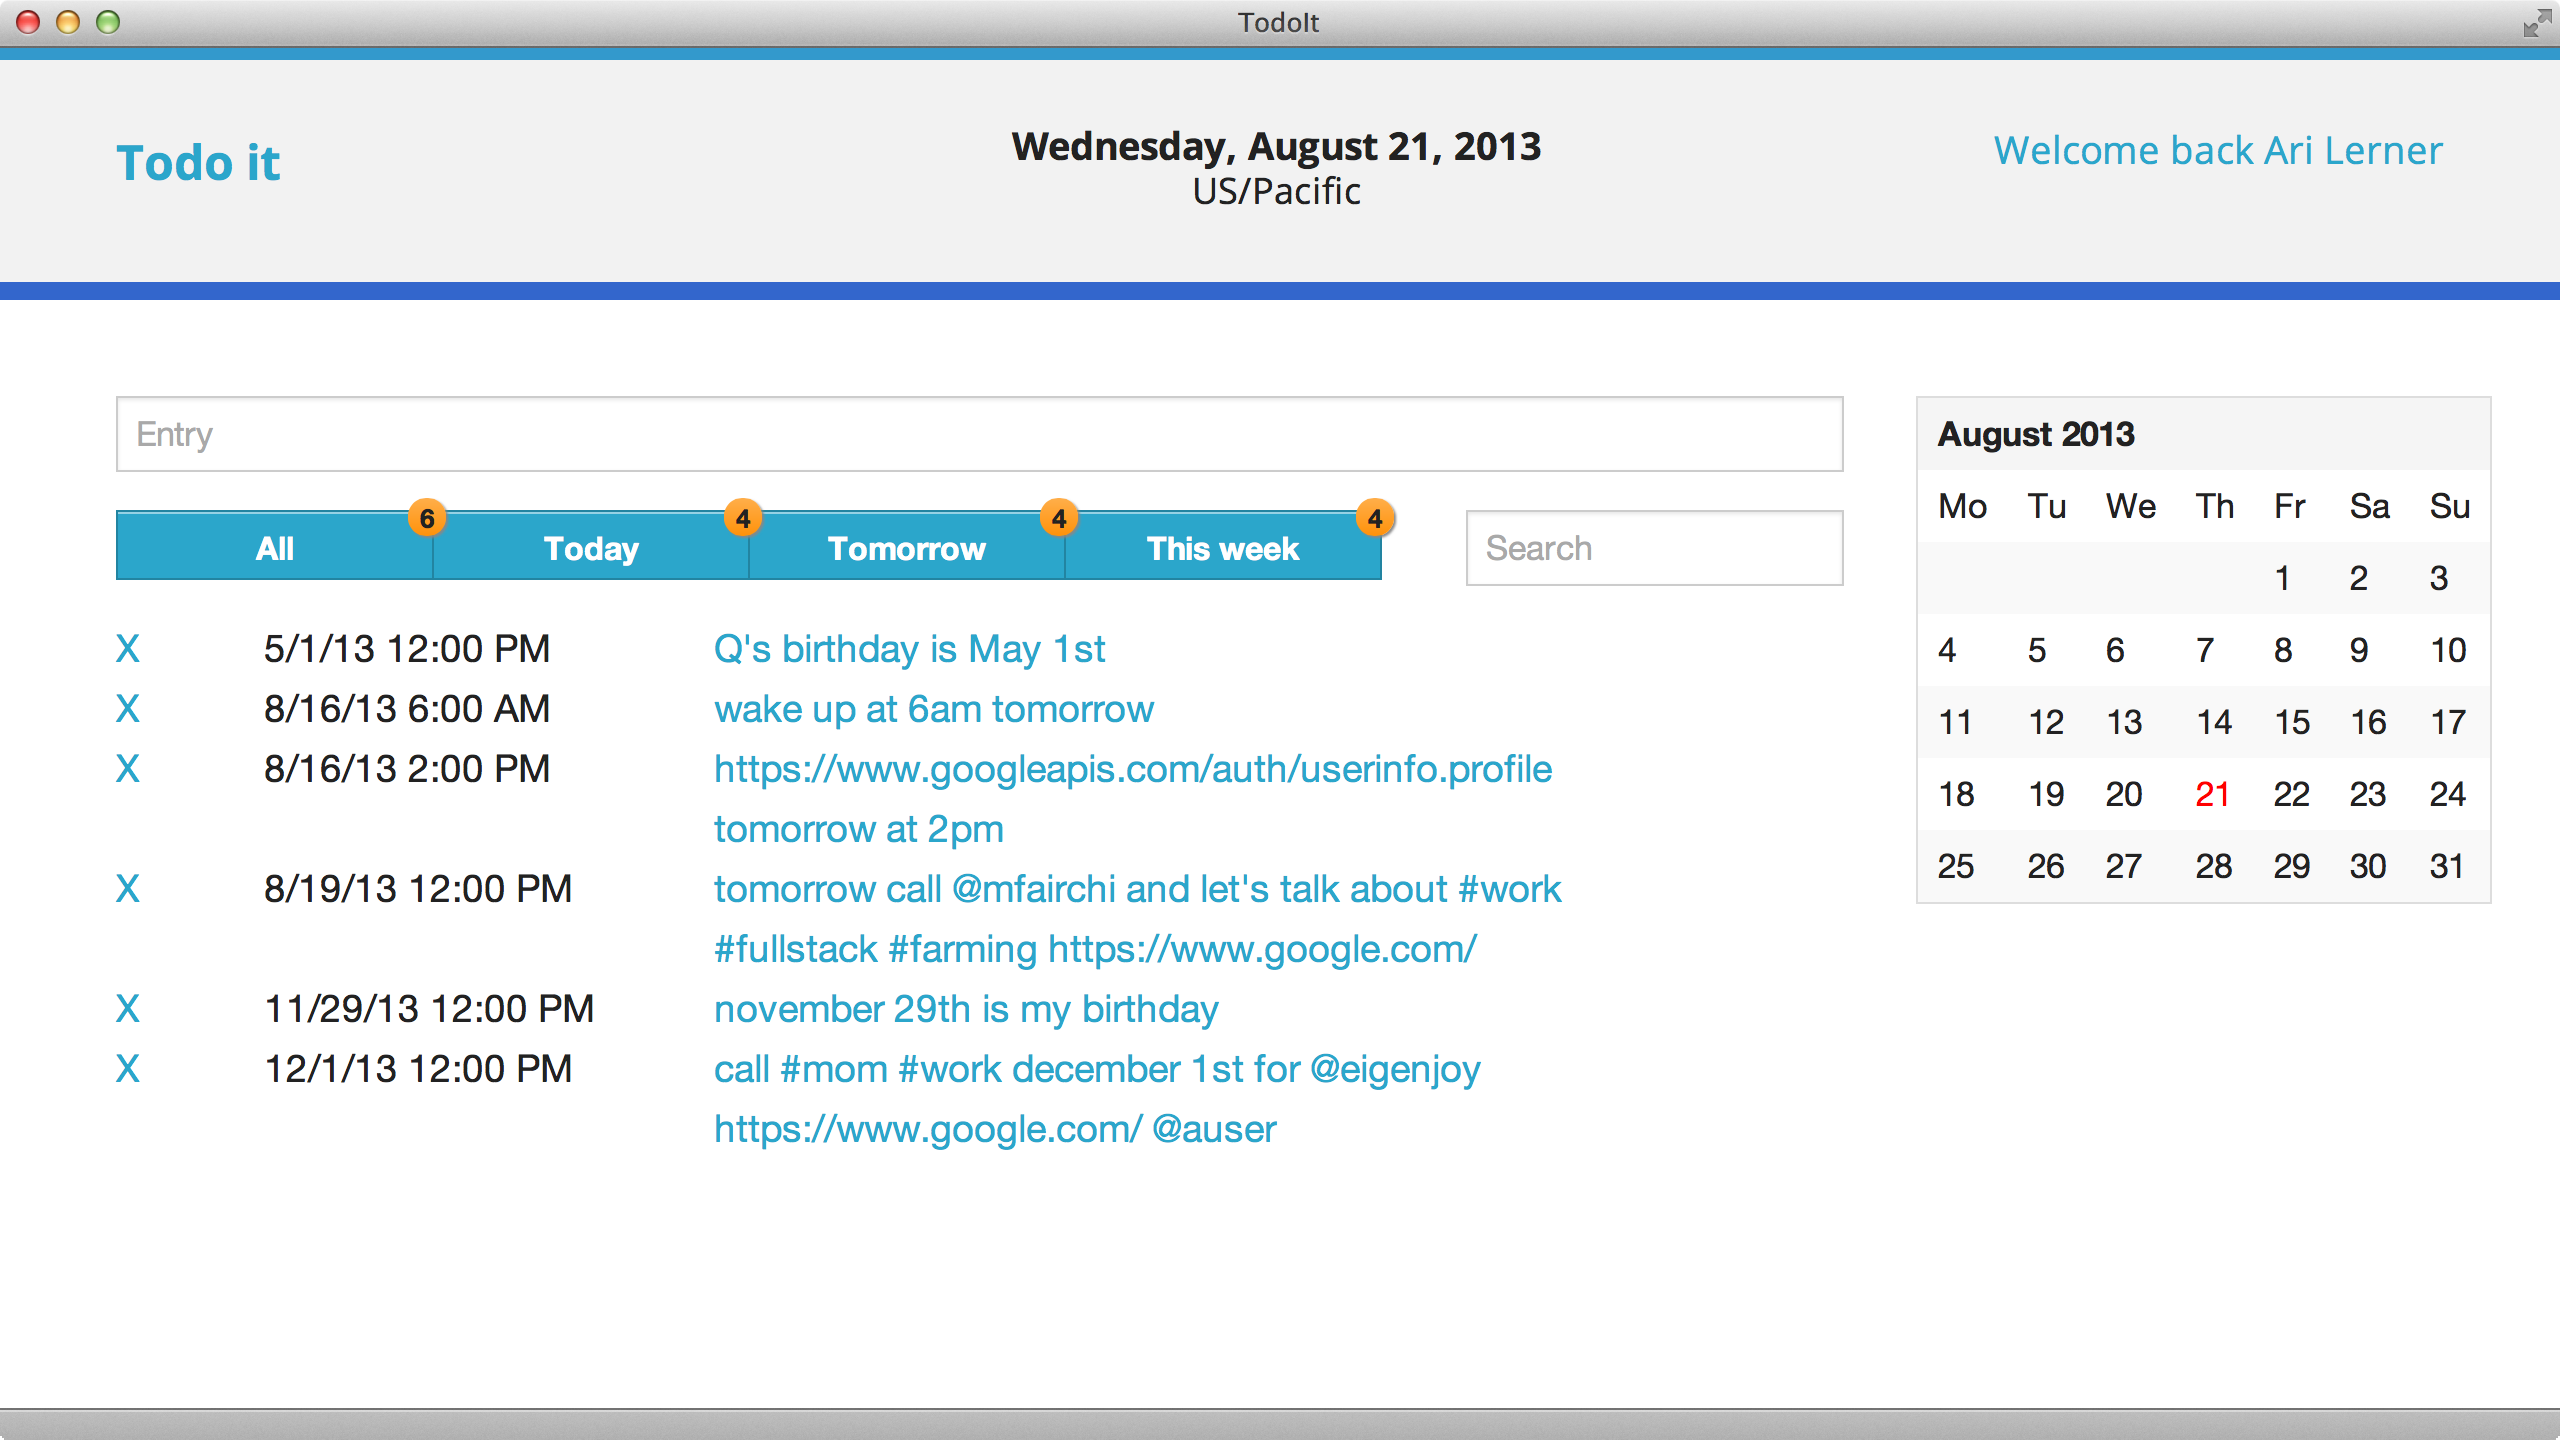 TodoIt
Todo it
Wednesday, August 21, 2013
US/Pacific
Welcome back Ari Lerner
Entry
All 6 Today 4 Tomorrow 4 This week 4
Search
X 5/1/13 12:00 PM Q's birthday is May 1st
X 8/16/13 6:00 AM wake up at 6am tomorrow
X 8/16/13 2:00 PM https://www.googleapis.com/auth/userinfo.profile
tomorrow at 2pm
X 8/19/13 12:00 PM tomorrow call @mfairchi and let's talk about #work
#fullstack #farming https://www.google.com/
X 11/29/13 12:00 PM november 29th is my birthday
X 12/1/13 12:00 PM call #mom #work december 1st for @eigenjoy
https://www.google.com/ @auser
August 2013
Mo Tu We Th Fr Sa Su
1 2 3
4 5 6 7 8 9 10
11 12 13 14 15 16 17
18 19 20 21 22 23 24
25 26 27 28 29 30 31